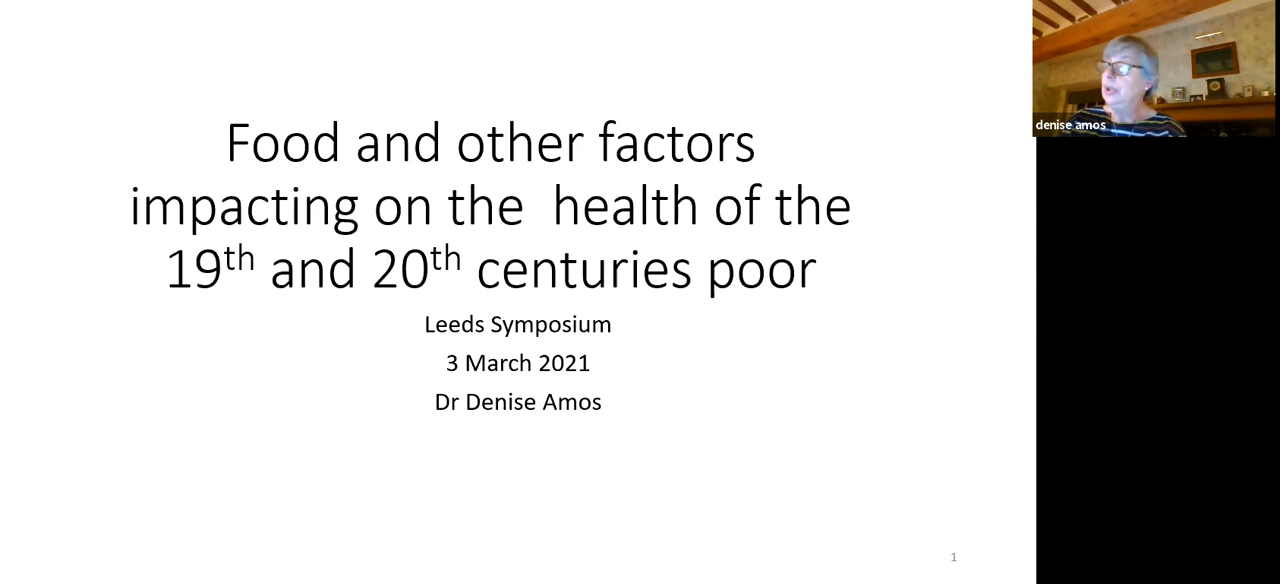 Food and other factors
impacting on the  health of the
19th and 20th centuries poor
Leeds Symposium
3 March 2021
Dr Denise Amos
1
denise amos